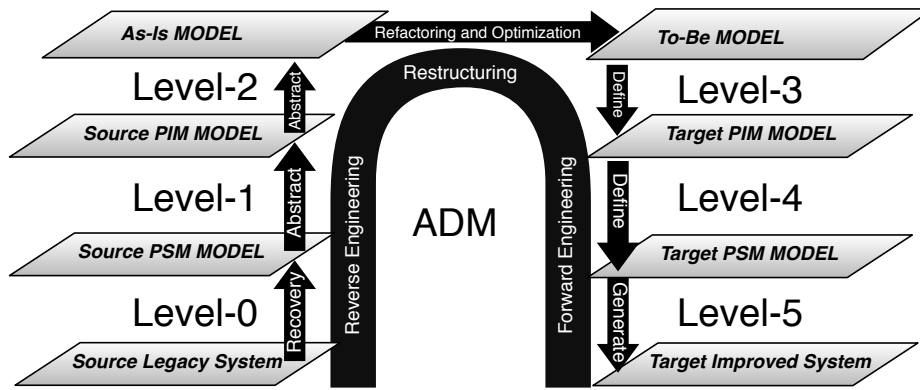 As-Is MODEL
Refactoring and Optimization
To-Be MODEL
Level-2
Abstract
Restructuring
Define
Level-3
Source PIM MODEL
Target PIM MODEL
Level-1
Abstract
Reverse Engineering
ADM
Forward Engineering
Define
Level-4
Source PSM MODEL
Target PSM MODEL
Level-0
Recovery
Generate
Level-5
Source Legacy System
Target Improved System